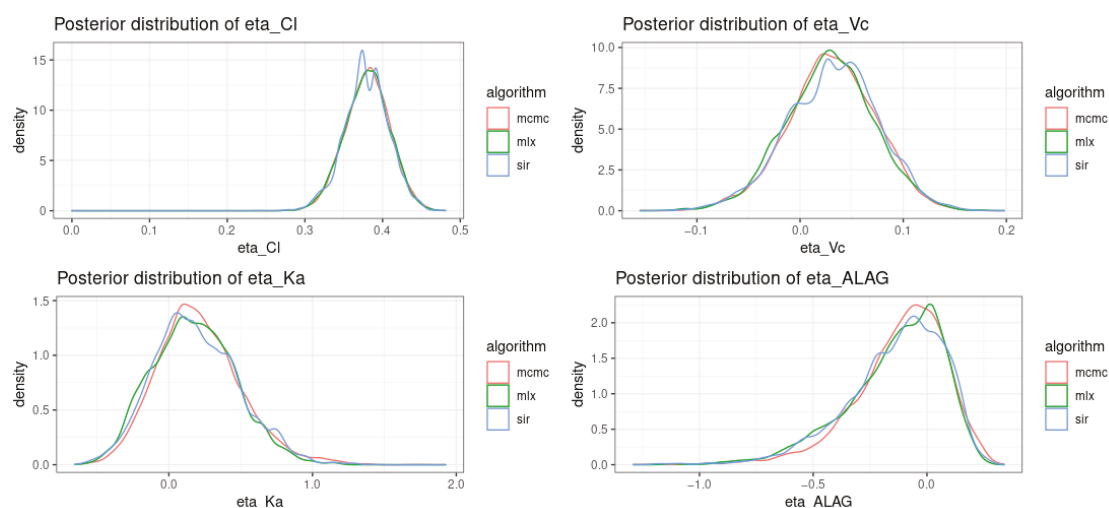 Posterior distribution of eta_Cl
density
15
10
5
0
0.0 0.1 0.2 0.3 0.4 0.5
eta_Cl
algorithm
mcmc
mlx
sir
Posterior distribution of eta_Vc
density
10.0
7.5
5.0
2.5
0.0
−0.1 0.0 0.1 0.2
eta_Vc
algorithm
mcmc
mlx
sir
Posterior distribution of eta_Ka
density
1.5
1.0
0.5
0.0
0.0 1.0 2.0
eta_Ka
algorithm
mcmc
mlx
sir
Posterior distribution of eta_ALAG
density
2.0
1.5
1.0
0.5
0.0
−1.0 −0.5 0.0
eta_ALAG
algorithm
mcmc
mlx
sir